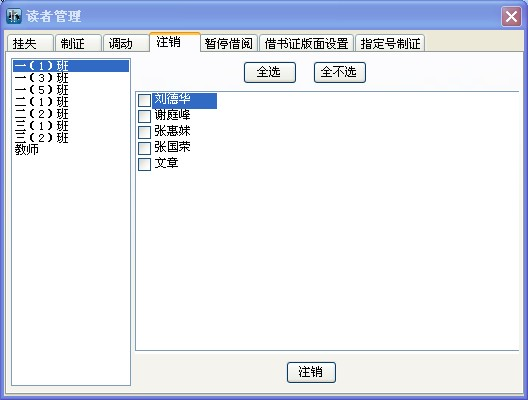 读者管理
挂失 制证 调动 注销 暂停借阅 借书证版面设置 指定号制证
一（1）班
一（3）班
一（5）班
二（1）班
二（2）班
三（1）班
三（2）班
教师
全选 全不选
刘德华
谢庭峰
张惠妹
张国荣
文章
注销